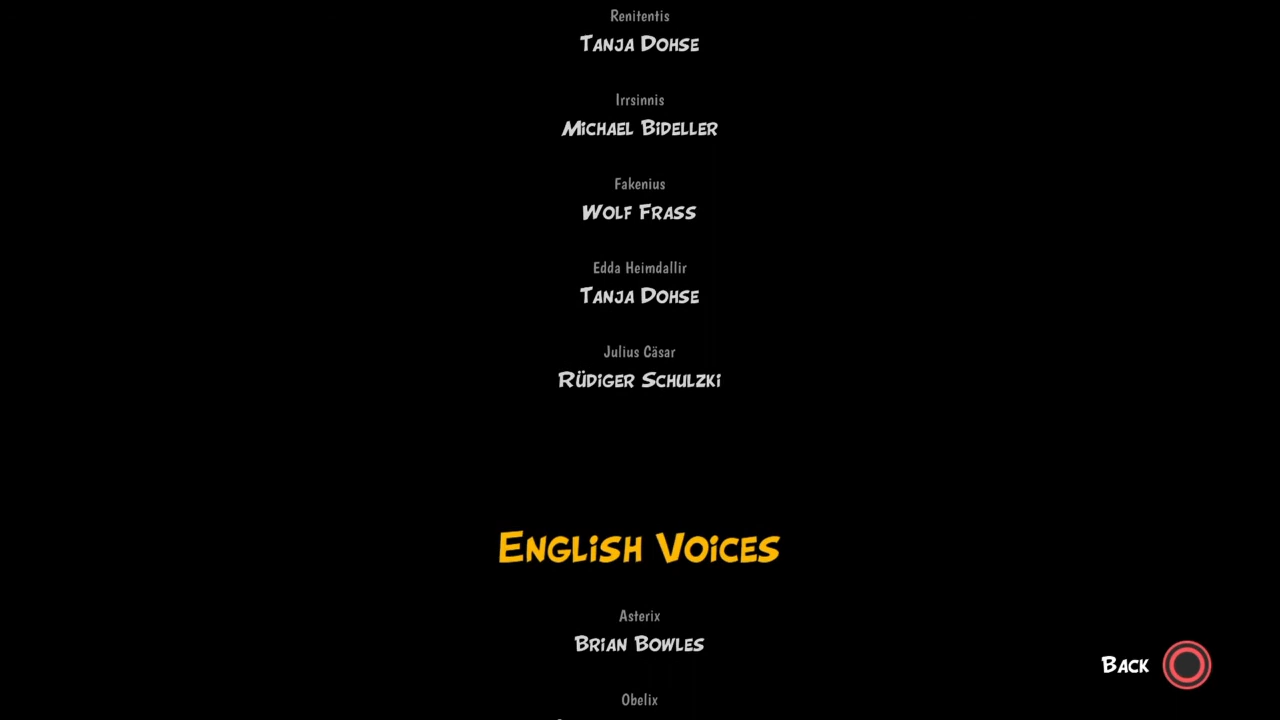 Renitentis
Tanja Dohse
Irrsinnis
Michael Bideller
Fakenius
Wolf Frass
Edda Heimdallir
Tanja Dohse
Julius Cäsar
Rüdiger Schulzki
English Voices
Asterix
Brian Bowles
Back
Obelix